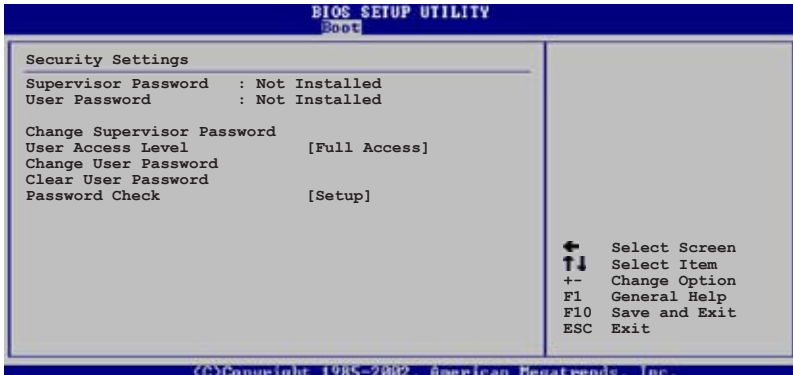 BIOS SETUP UTILITY
Boot
Security Settings
Supervisor Password : Not Installed
User Password : Not Installed
Change Supervisor Password
User Access Level [Full Access]
Change User Password
Clear User Password
Password Check [Setup]
← Select Screen
↑↓ Select Item
+- Change Option
F1 General Help
F10 Save and Exit
ESC Exit
(C)Copyright 1985-2002, American Megatrends, Inc.